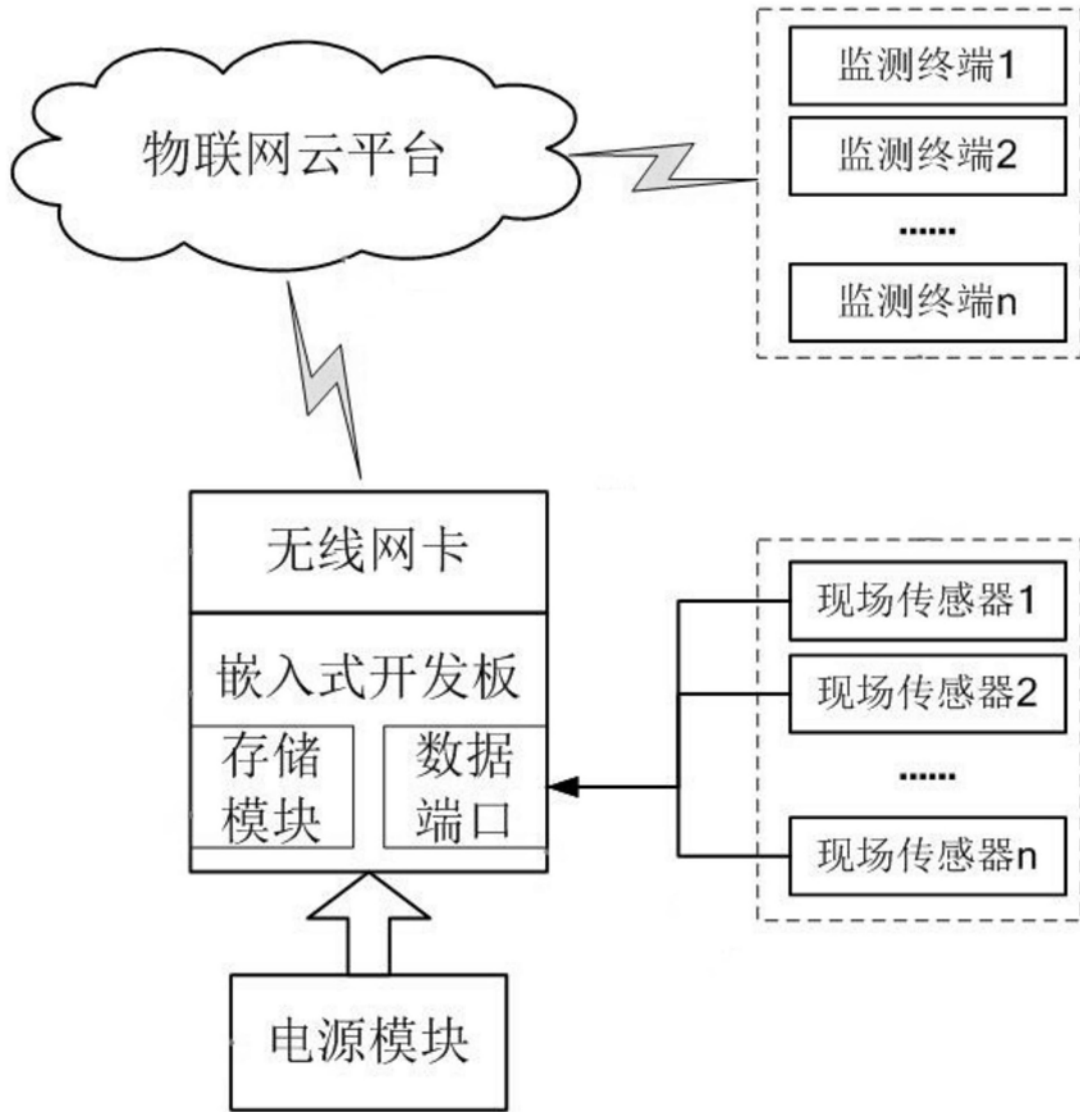 物联网云平台
监测终端1
监测终端2
......
监测终端n
无线网卡
嵌入式开发板
存储
模块
数据
端口
现场传感器1
现场传感器2
......
现场传感器n
电源模块